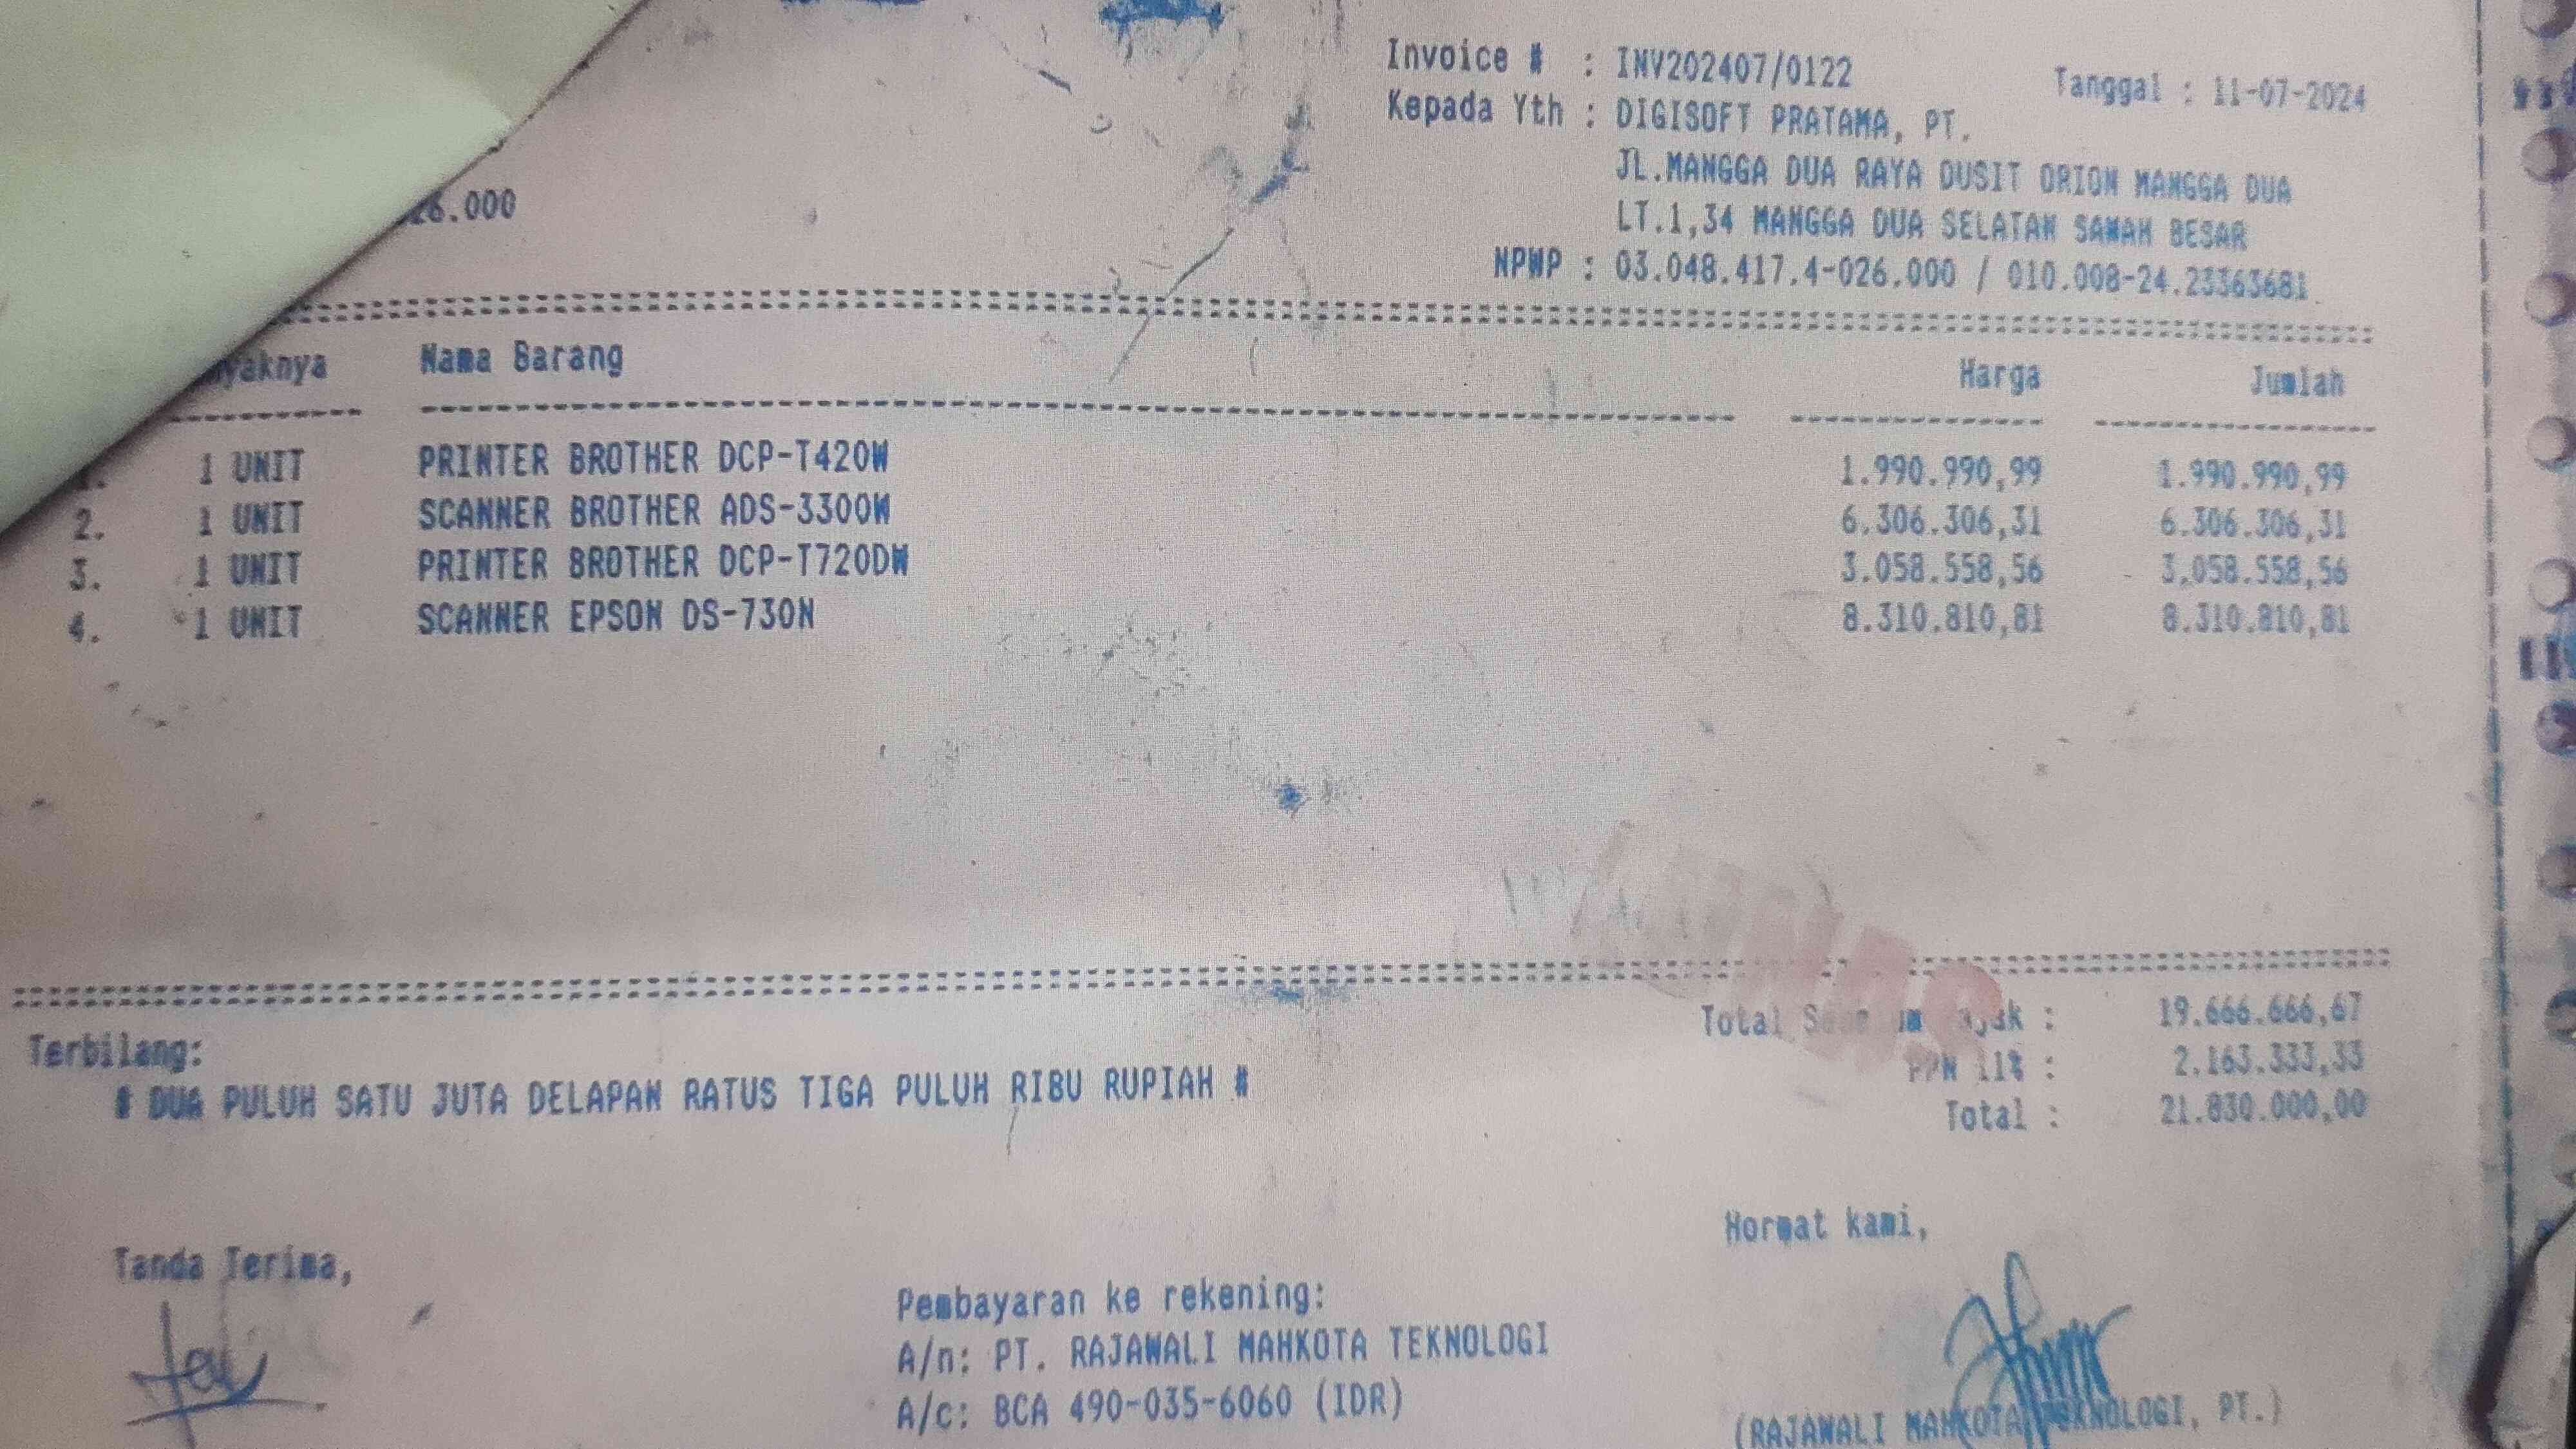 Invoice # : INV202407/0122 Tanggal : 11-07-2024
Kepada Yth : DIGISOFT PRATAMA, PT.
JL.MANGGA DUA RAYA DUSIT ORION MANGGA DUA
LT.1,34 MANGGA DUA SELATAN SAWAH BESAR
26.000
NPWP : 03.048.417.4-026.000 / 010.008-24.23363681
yaknya Nama Barang Harga Jumlah
1. 1 UNIT PRINTER BROTHER DCP-T420W 1.990.990,99 1.990.990,99
2. 1 UNIT SCANNER BROTHER ADS-3300W 6.306.306,31 6.306.306,31
3. 1 UNIT PRINTER BROTHER DCP-T720DW 3.058.558,56 3.058.558,56
4. 1 UNIT SCANNER EPSON DS-730N 8.310.810,81 8.310.810,81
LUNAS
Total Sebelum Pajak : 19.666.666,67
Terbilang: PPN 11% : 2.163.333,33
# DUA PULUH SATU JUTA DELAPAN RATUS TIGA PULUH RIBU RUPIAH # Total : 21.830.000,00
Hormat kami,
Tanda Terima,
Pembayaran ke rekening:
A/n: PT. RAJAWALI MAHKOTA TEKNOLOGI
A/c: BCA 490-035-6060 (IDR)
(RAJAWALI MAHKOTA TEKNOLOGI, PT.)